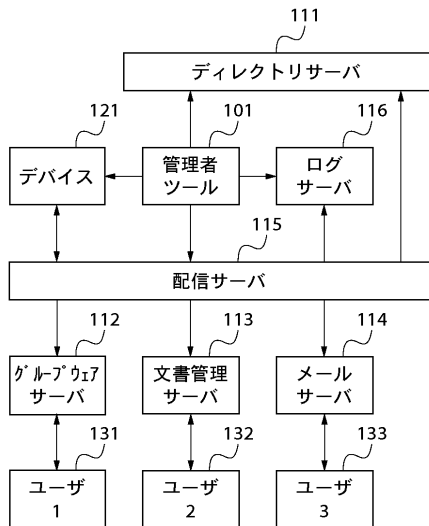 111
ディレクトリサーバ
121
101
116
デバイス
管理者
ツール
ログ
サーバ
115
配信サーバ
112
113
114
ｸﾞﾙｰﾌﾟｳｪｱ
サーバ
文書管理
サーバ
メール
サーバ
131
132
133
ユーザ
1
ユーザ
2
ユーザ
3